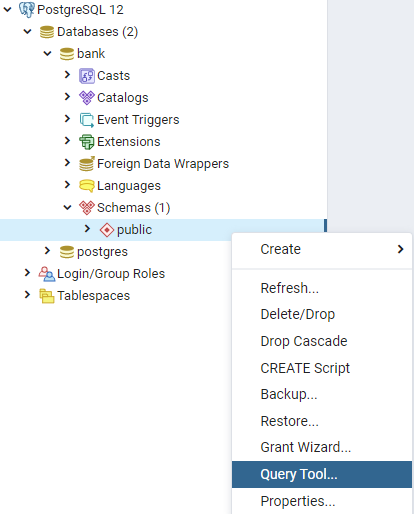 PostgreSQL 12
Databases (2)
bank
Casts
Catalogs
Event Triggers
Extensions
Foreign Data Wrappers
Languages
Schemas (1)
public
postgres
Login/Group Roles
Tablespaces
Create
Refresh...
Delete/Drop
Drop Cascade
CREATE Script
Backup...
Restore...
Grant Wizard...
Query Tool...
Properties...